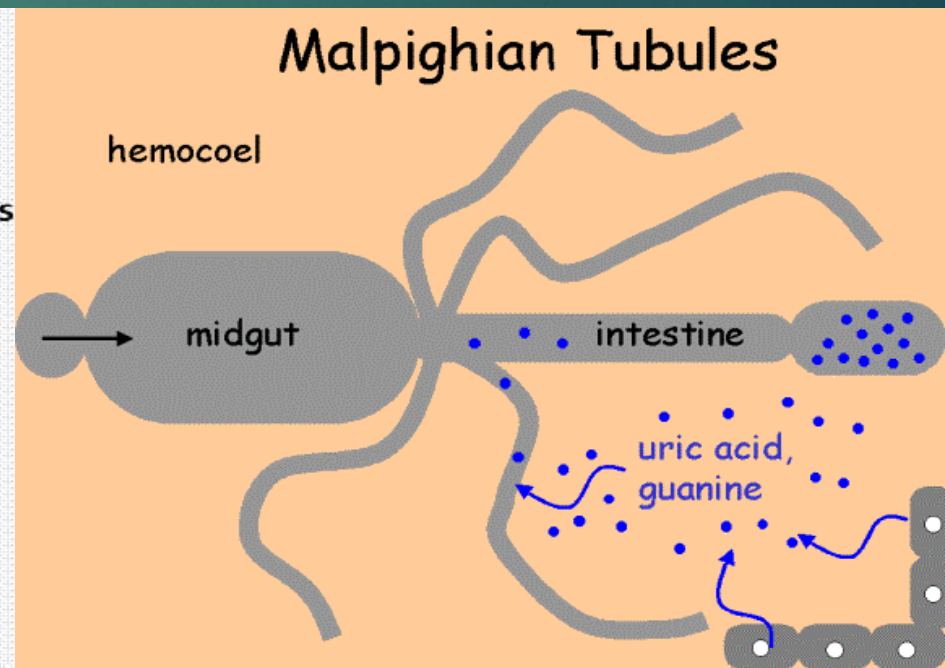 Malpighian Tubules
hemocoel
s
midgut
intestine
uric acid,
guanine